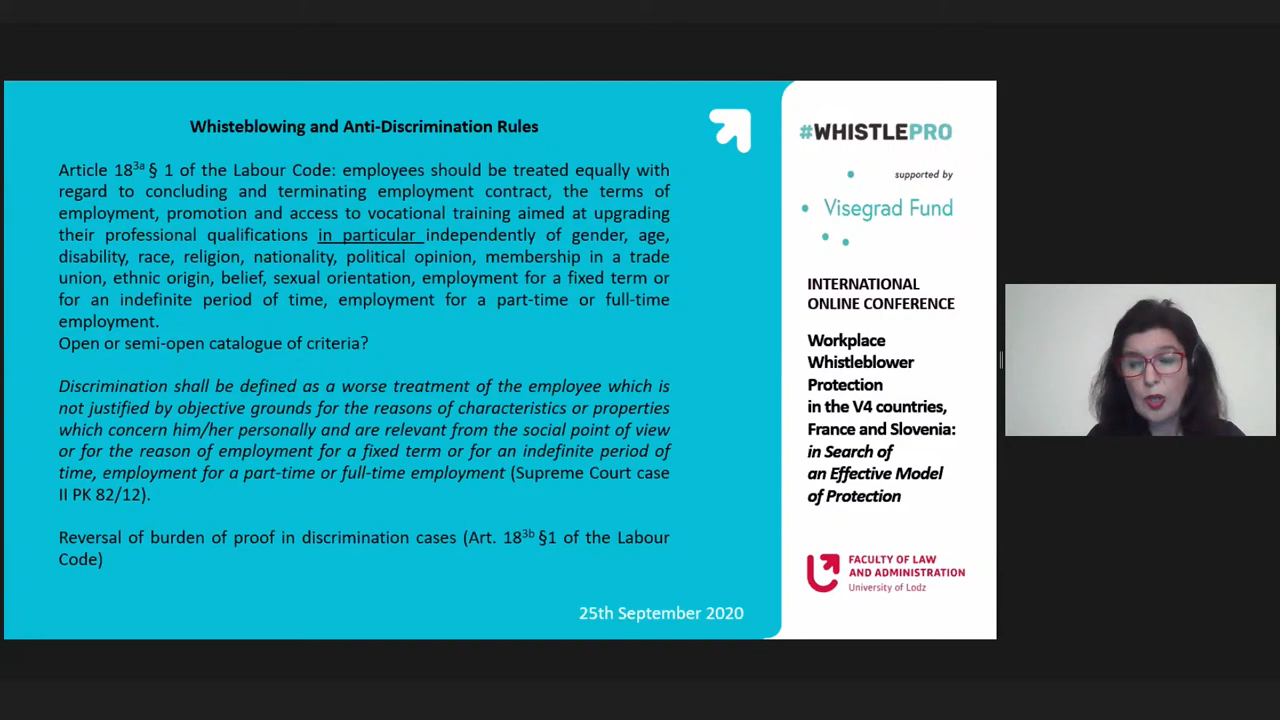 Whisteblowing and Anti-Discrimination Rules
Article 18³ᵃ § 1 of the Labour Code: employees should be treated equally with
regard to concluding and terminating employment contract, the terms of
employment, promotion and access to vocational training aimed at upgrading
their professional qualifications in particular independently of gender, age,
disability, race, religion, nationality, political opinion, membership in a trade
union, ethnic origin, belief, sexual orientation, employment for a fixed term or
for an indefinite period of time, employment for a part-time or full-time
employment.
Open or semi-open catalogue of criteria?
Discrimination shall be defined as a worse treatment of the employee which is
not justified by objective grounds for the reasons of characteristics or properties
which concern him/her personally and are relevant from the social point of view
or for the reason of employment for a fixed term or for an indefinite period of
time, employment for a part-time or full-time employment (Supreme Court case
II PK 82/12).
Reversal of burden of proof in discrimination cases (Art. 18³ᵇ §1 of the Labour
Code)
25th September 2020
#WHISTLEPRO
supported by
Visegrad Fund
INTERNATIONAL
ONLINE CONFERENCE
Workplace
Whistleblower
Protection
in the V4 countries,
France and Slovenia:
in Search of
an Effective Model
of Protection
FACULTY OF LAW
AND ADMINISTRATION
University of Lodz